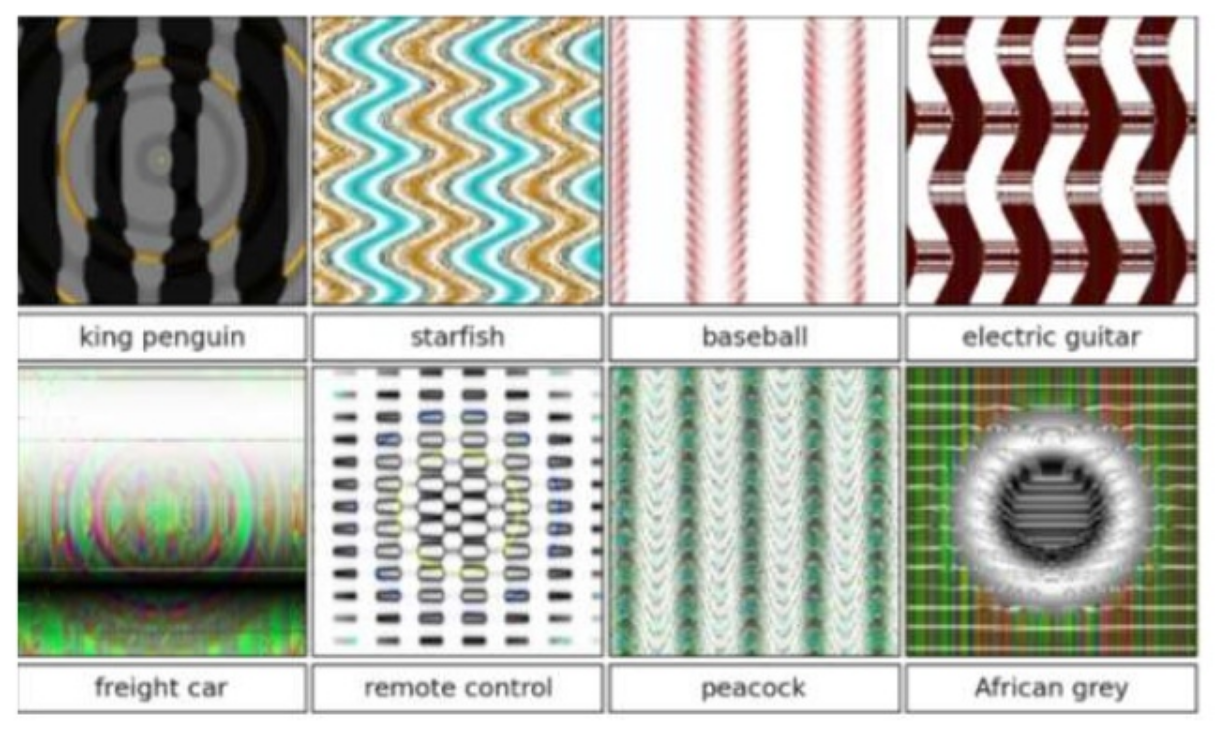 king penguin
starfish
baseball
electric guitar
freight car
remote control
peacock
African grey